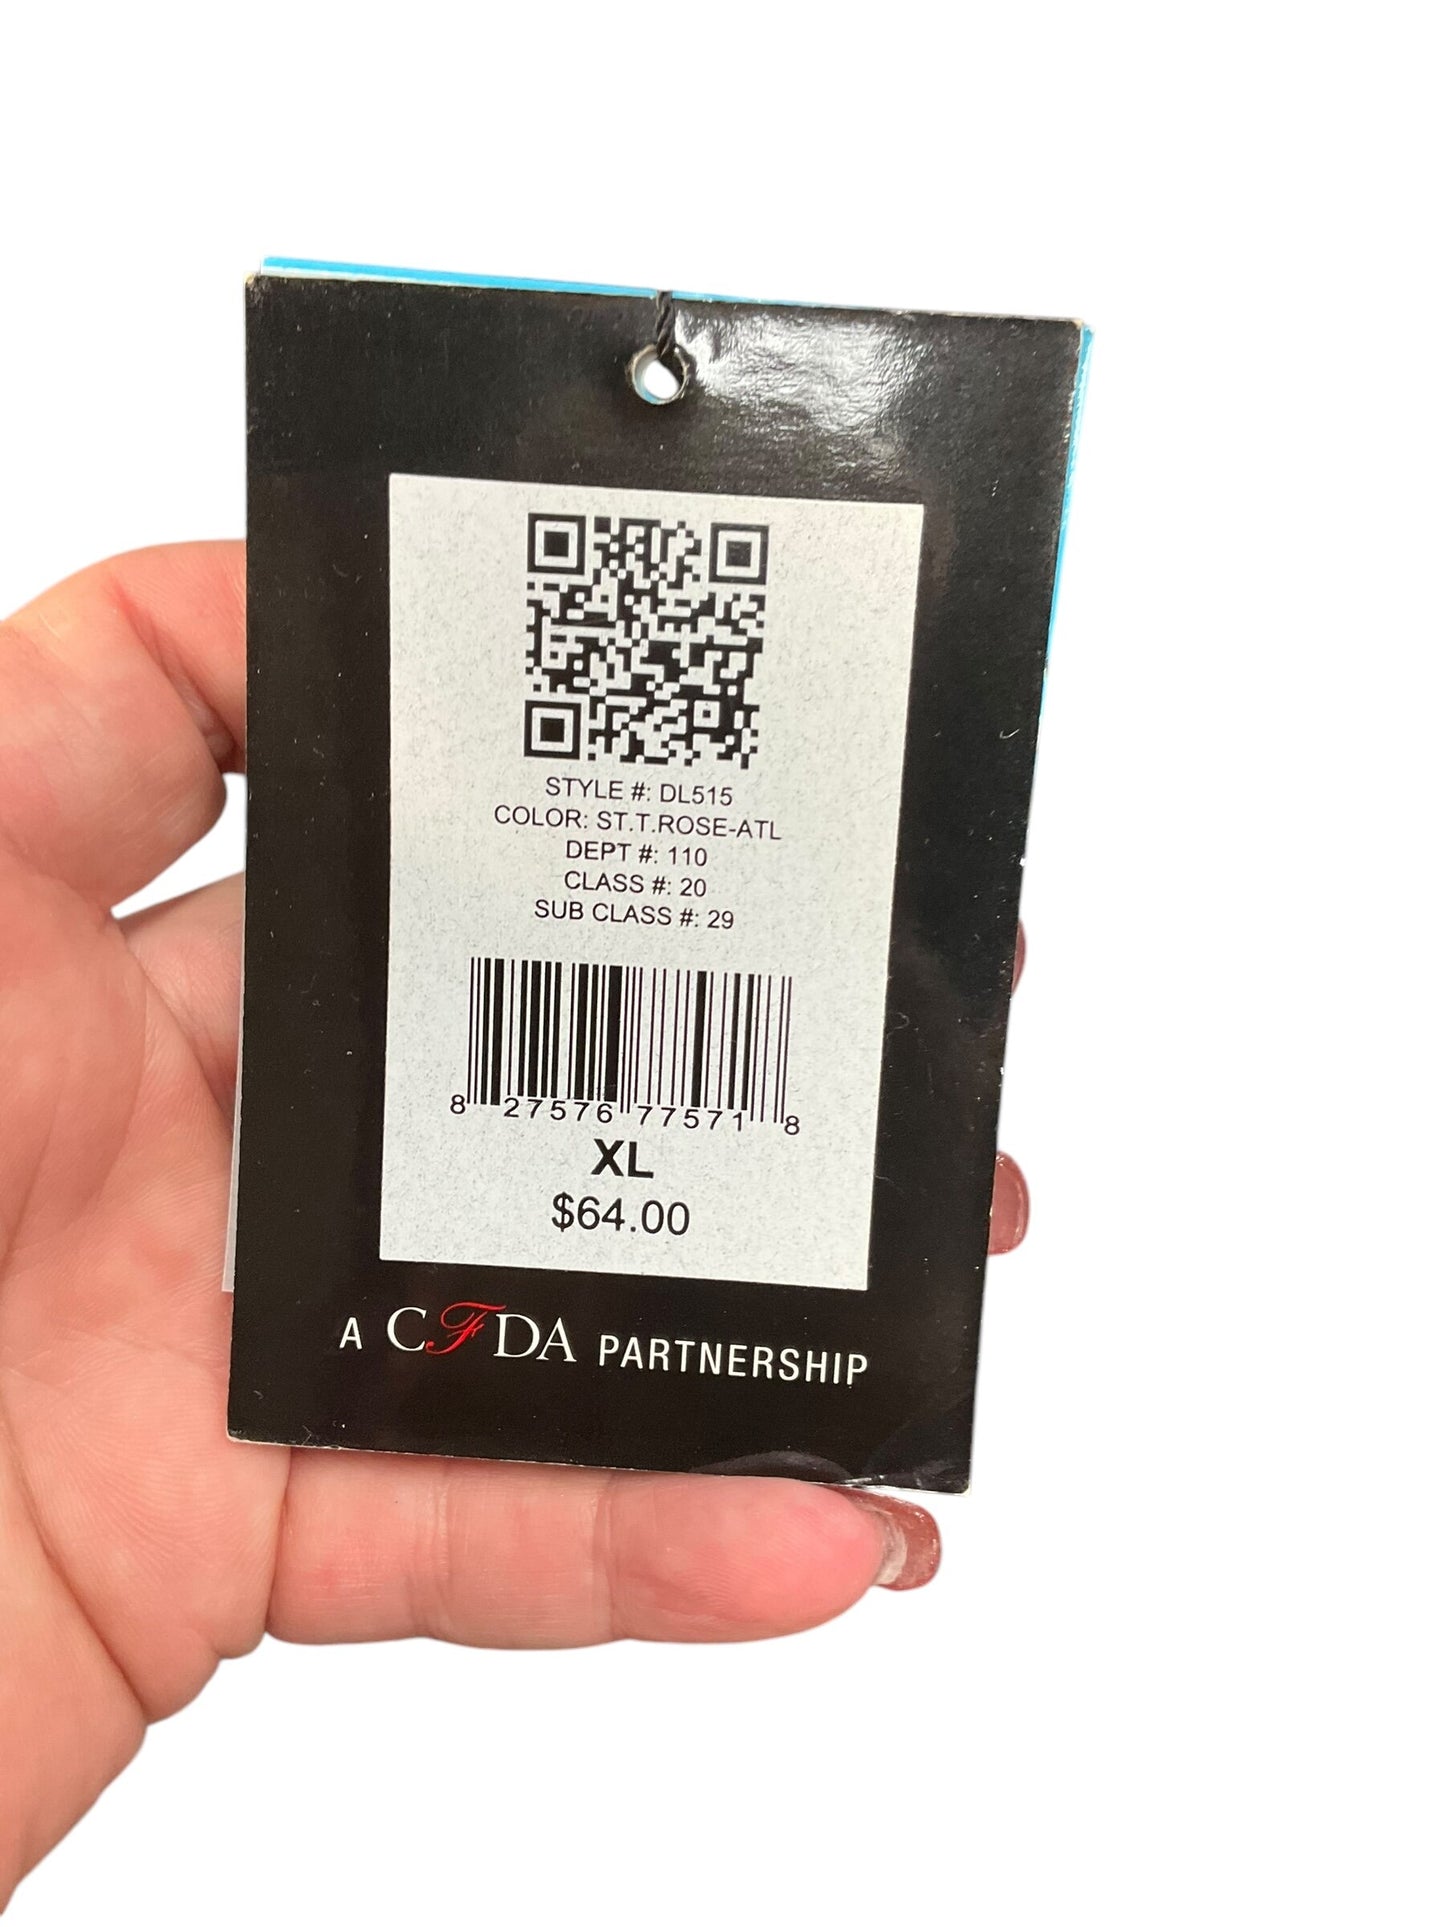 STYLE #: DL515
COLOR: ST.T.ROSE-ATL
DEPT #: 110
CLASS #: 20
SUB CLASS #: 29
8 27576 77571 8
XL
$64.00
A CFDA PARTNERSHIP